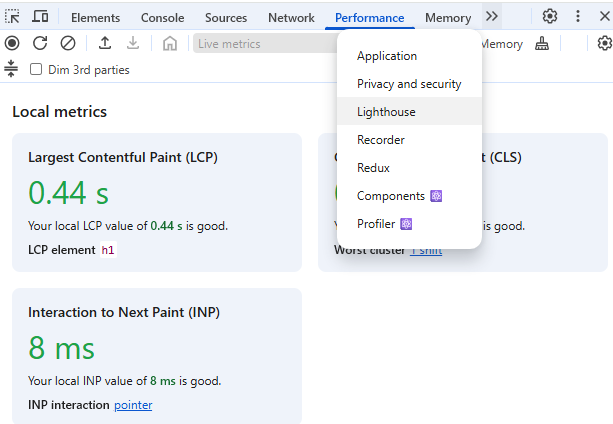 Elements Console Sources Network Performance Memory
Live metrics Memory
Dim 3rd parties
Application
Privacy and security
Lighthouse
Recorder
Redux
Components
Profiler
Local metrics
Largest Contentful Paint (LCP)
0.44 s
Your local LCP value of 0.44 s is good.
LCP element h1
(CLS)
is good.
Worst cluster 1 shift
Interaction to Next Paint (INP)
8 ms
Your local INP value of 8 ms is good.
INP interaction pointer